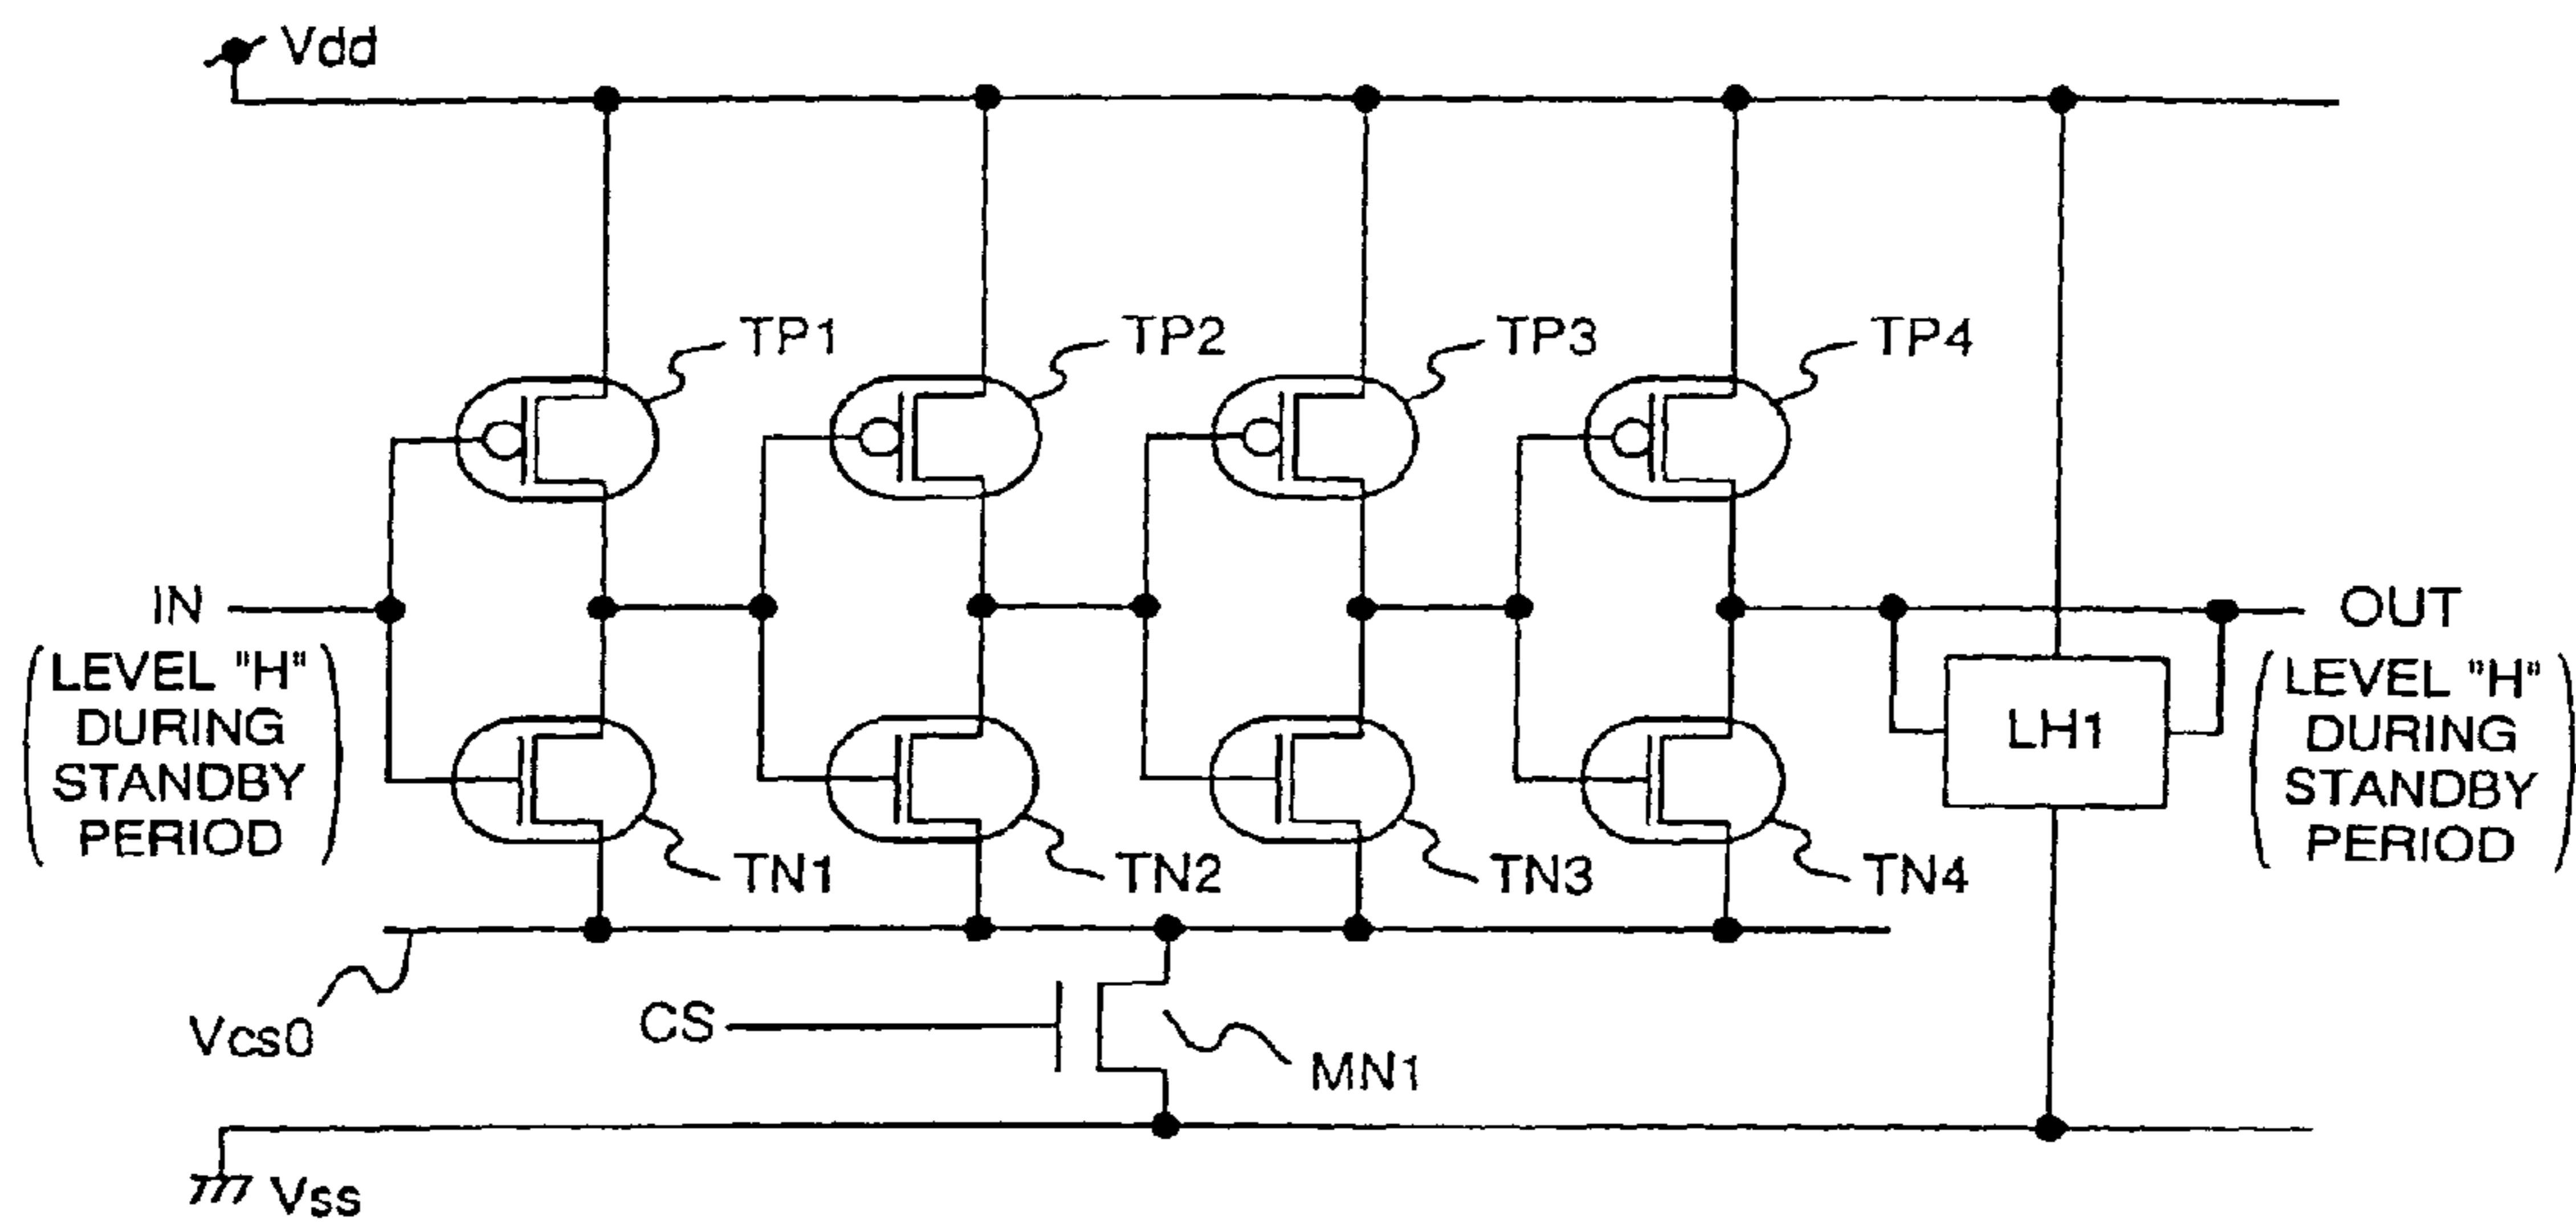 Vdd
TP1
TP2
TP3
TP4
IN
LEVEL "H"
DURING
STANDBY
PERIOD
OUT
LEVEL "H"
DURING
STANDBY
PERIOD
LH1
TN1
TN2
TN3
TN4
Vcs0
CS
MN1
Vss